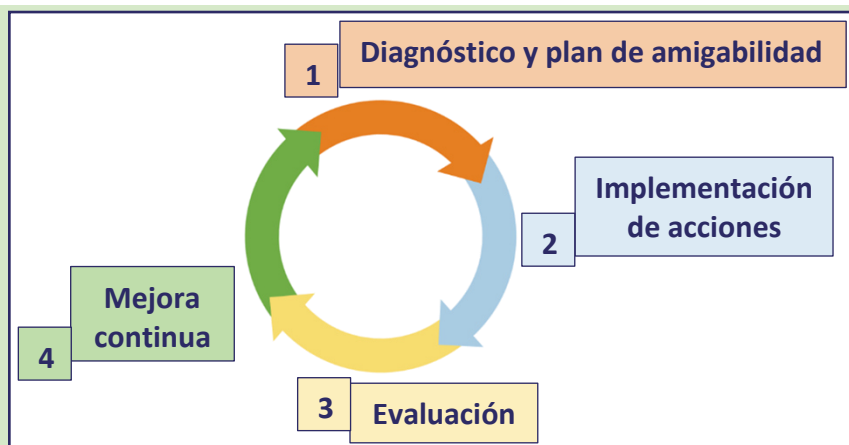 1
Diagnóstico y plan de amigabilidad
2
Implementación
de acciones
3
Evaluación
4
Mejora
continua